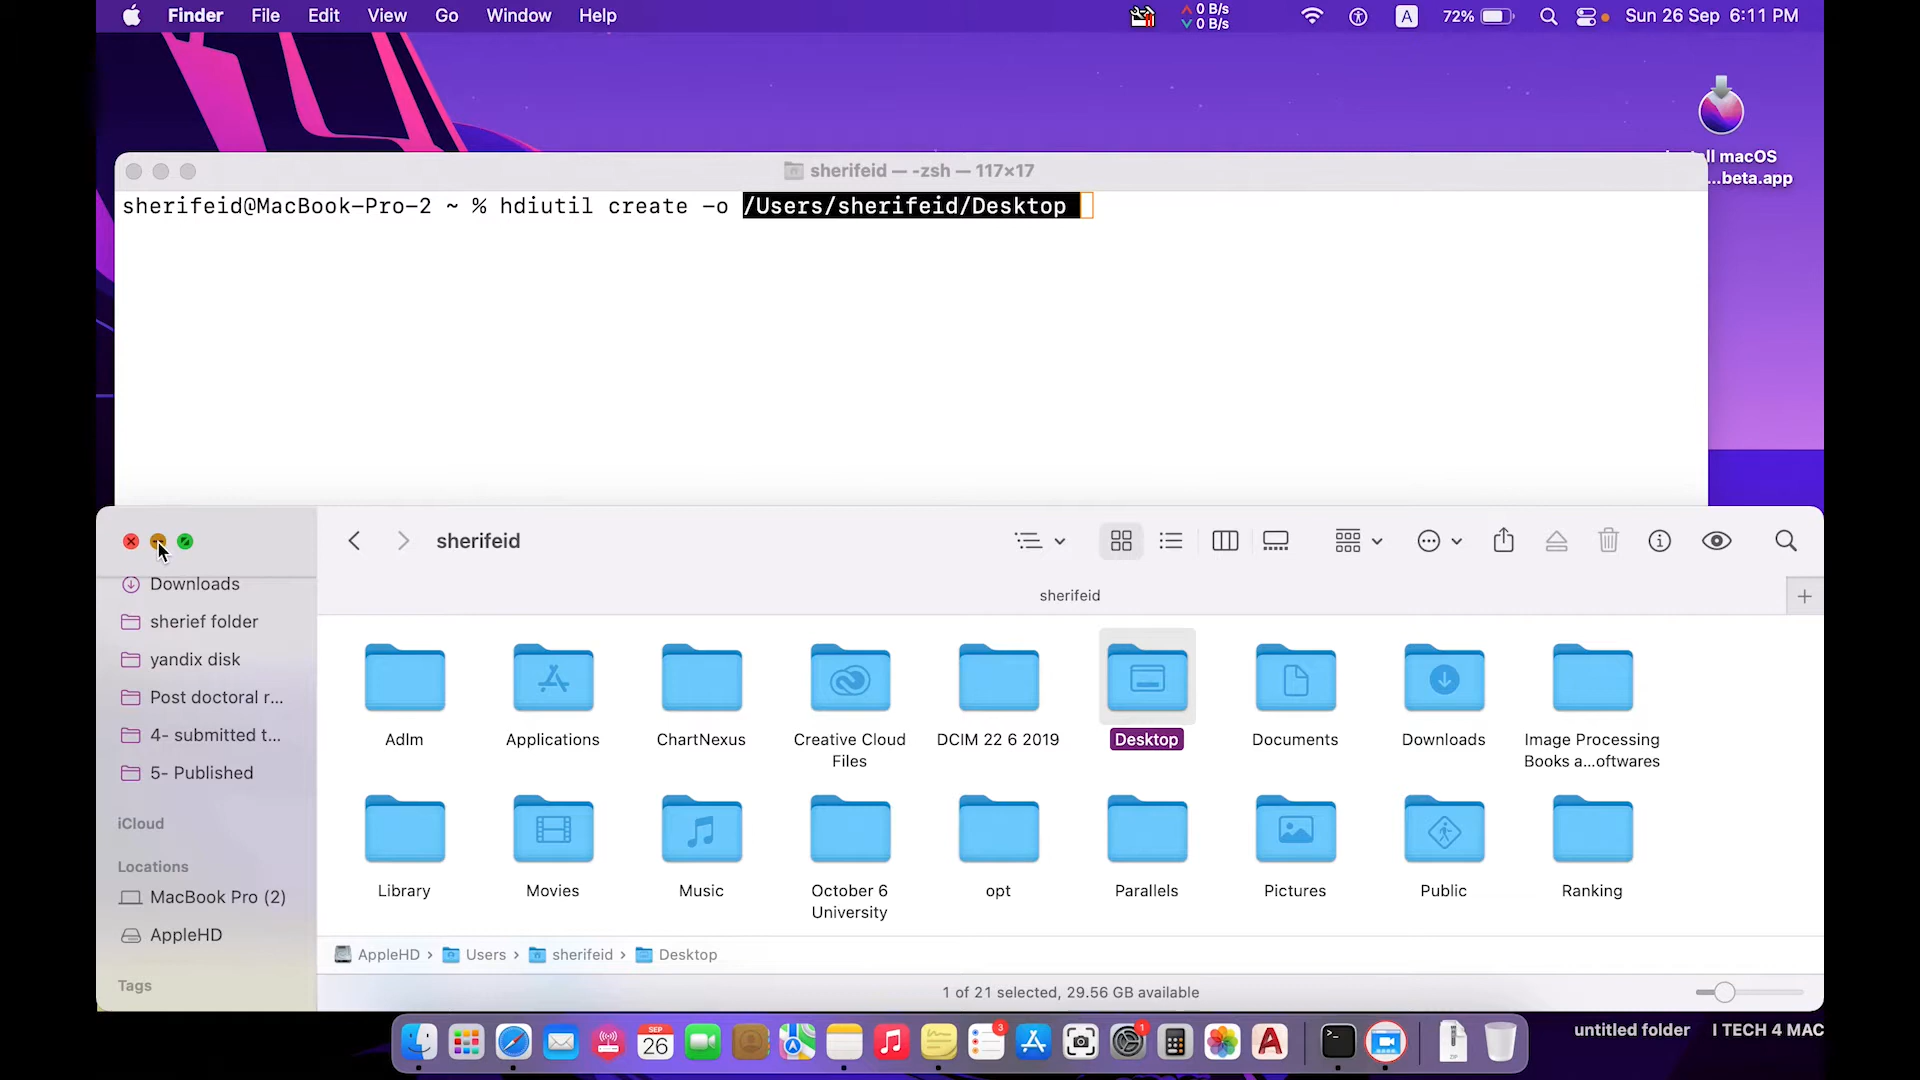 Finder File Edit View Go Window Help
0 B/s
0 B/s
A
72%
Sun 26 Sep 6:11 PM
ll macOS
...beta.app
sherifeid — -zsh — 117×17
sherifeid@MacBook-Pro-2 ~ % hdiutil create -o /Users/sherifeid/Desktop
sherifeid
Downloads
sherief folder
yandix disk
Post doctoral r...
4- submitted t...
5- Published
iCloud
Locations
MacBook Pro (2)
AppleHD
Tags
sherifeid
Adlm
Applications
ChartNexus
Creative Cloud
Files
DCIM 22 6 2019
Desktop
Documents
Downloads
Image Processing
Books a...oftwares
Library
Movies
Music
October 6
University
opt
Parallels
Pictures
Public
Ranking
AppleHD › Users › sherifeid › Desktop
1 of 21 selected, 29.56 GB available
SEP
26
3
1
ZIP
untitled folder
I TECH 4 MAC